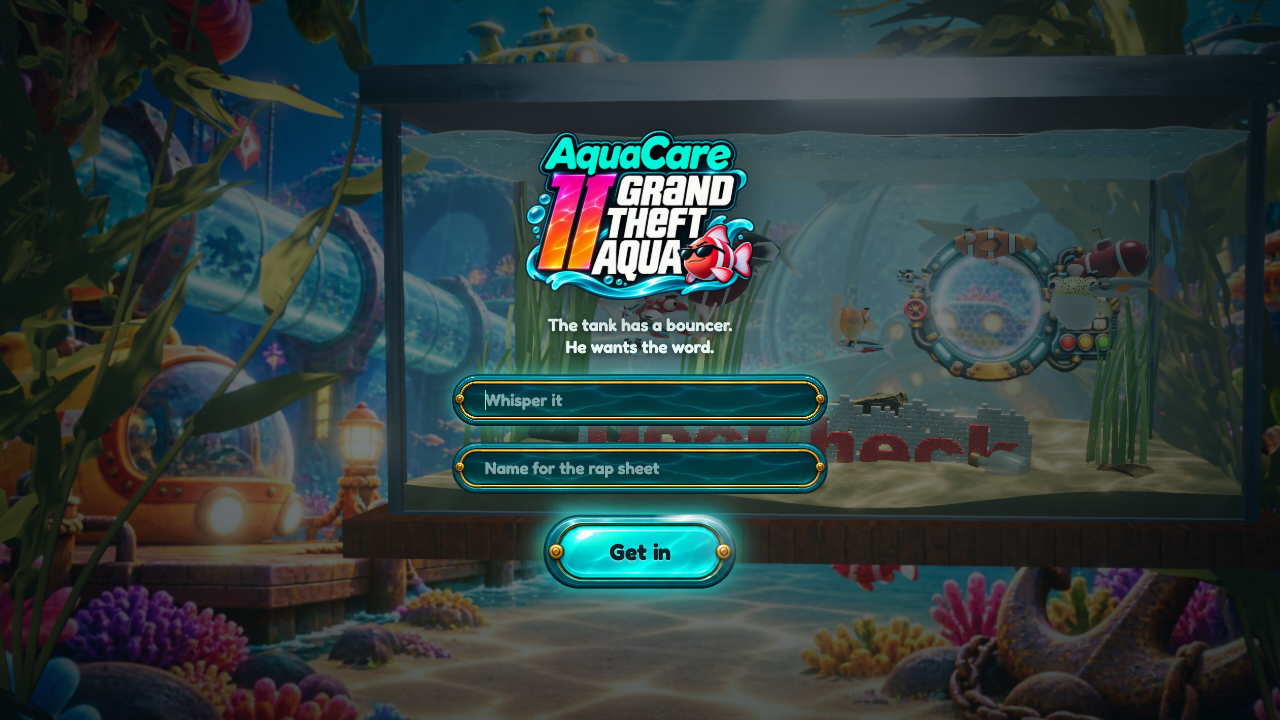 AquaCare
II GRAND
THEFT
AQUA
The tank has a bouncer.
He wants the word.
Whisper it
Name for the rap sheet
Get in